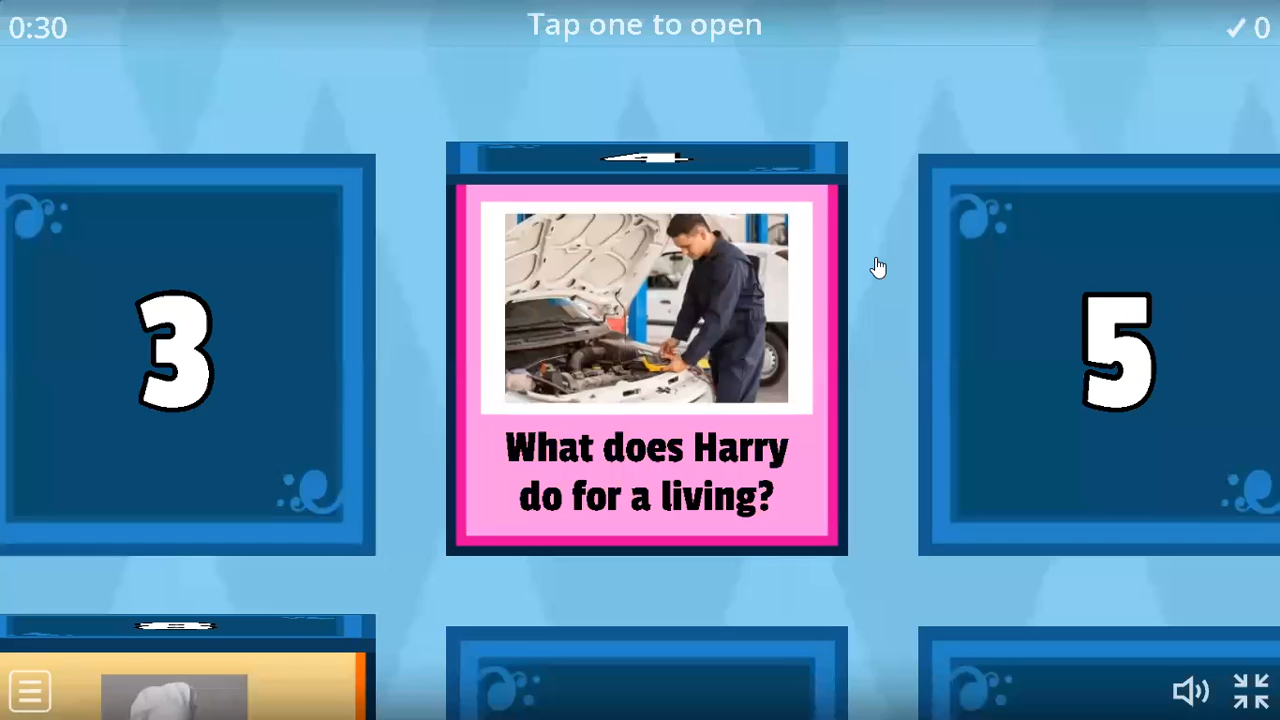 0:30
Tap one to open
✓ 0
3
What does Harry
do for a living?
5